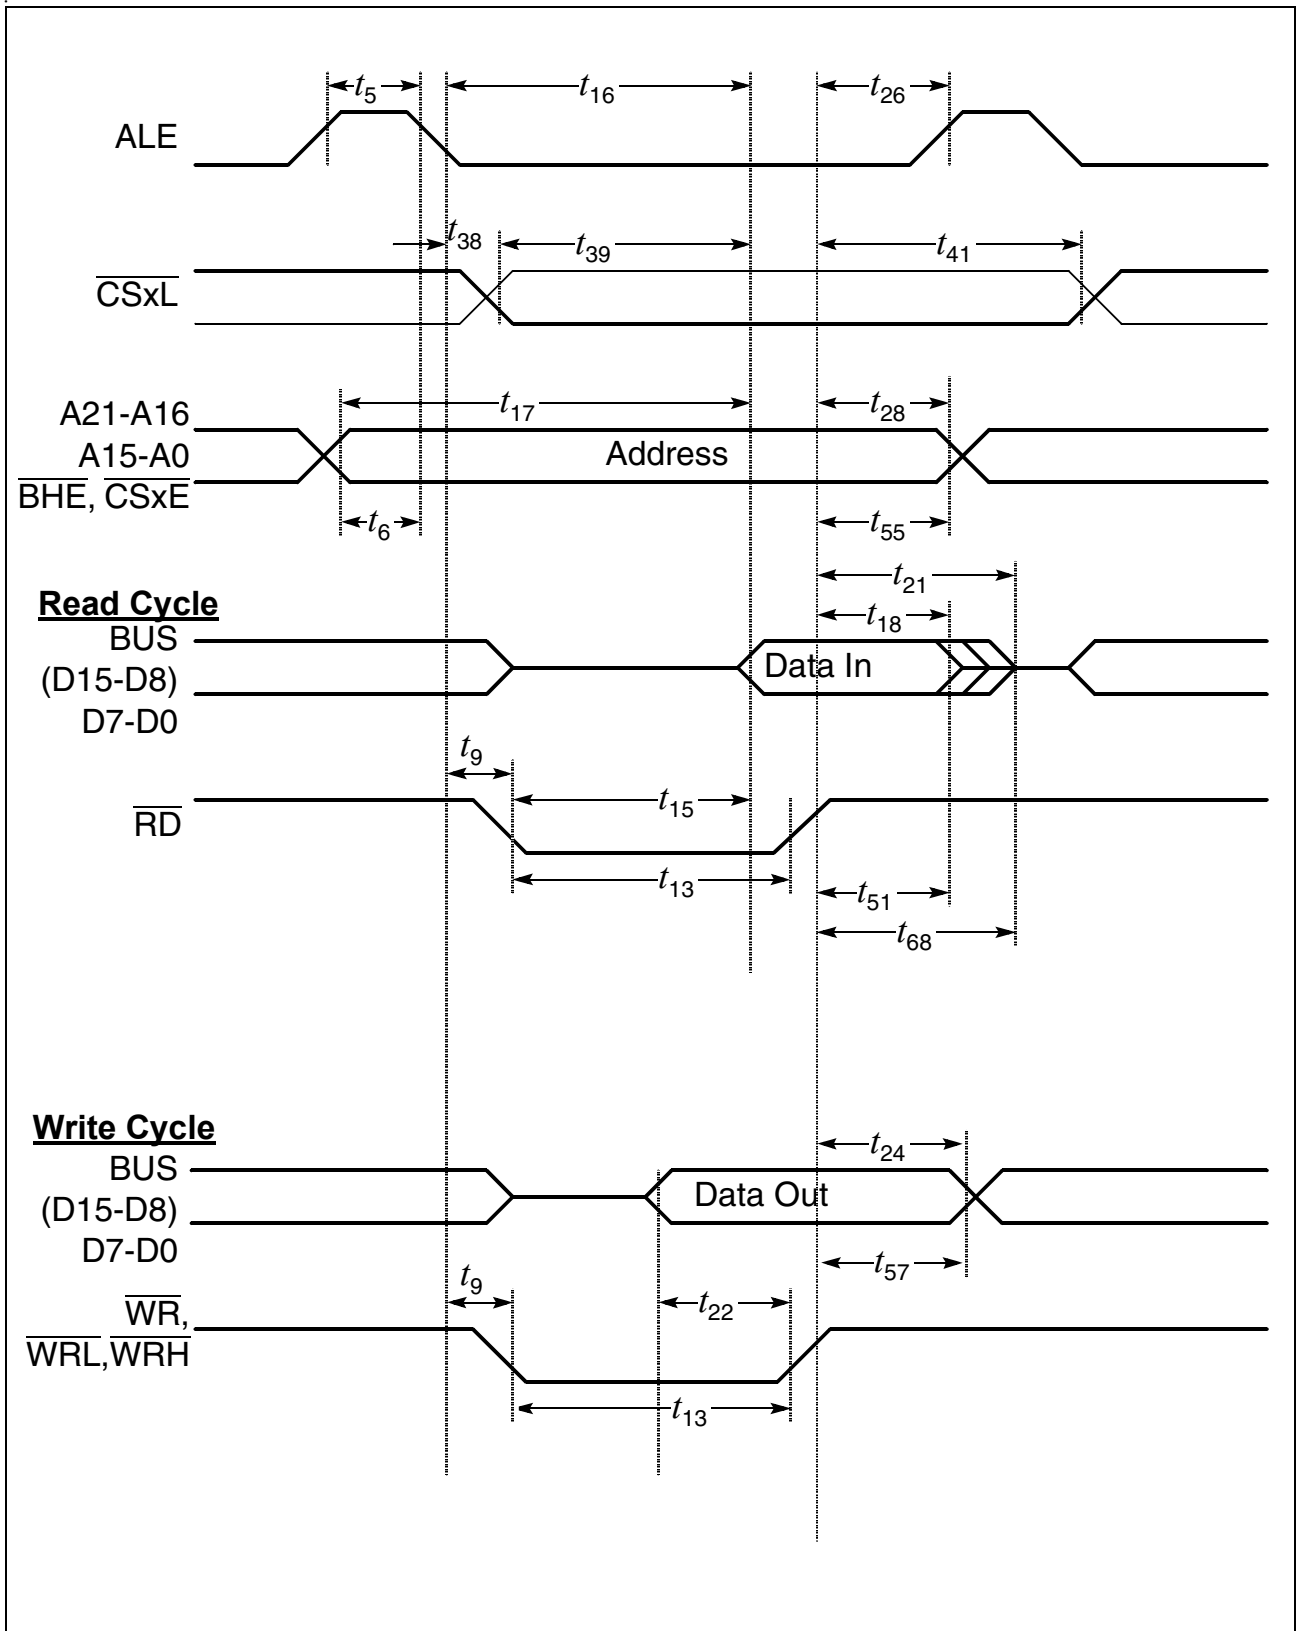 t5
t16
t26
ALE
t38
t39
t41
CSxL
A21-A16
t17
t28
A15-A0
Address
BHE, CSxE
t6
t55
t21
Read Cycle
t18
BUS
(D15-D8)
Data In
D7-D0
t9
RD
t15
t13
t51
t68
Write Cycle
t24
BUS
(D15-D8)
Data Out
D7-D0
t57
t9
t22
WR,
WRL,WRH
t13